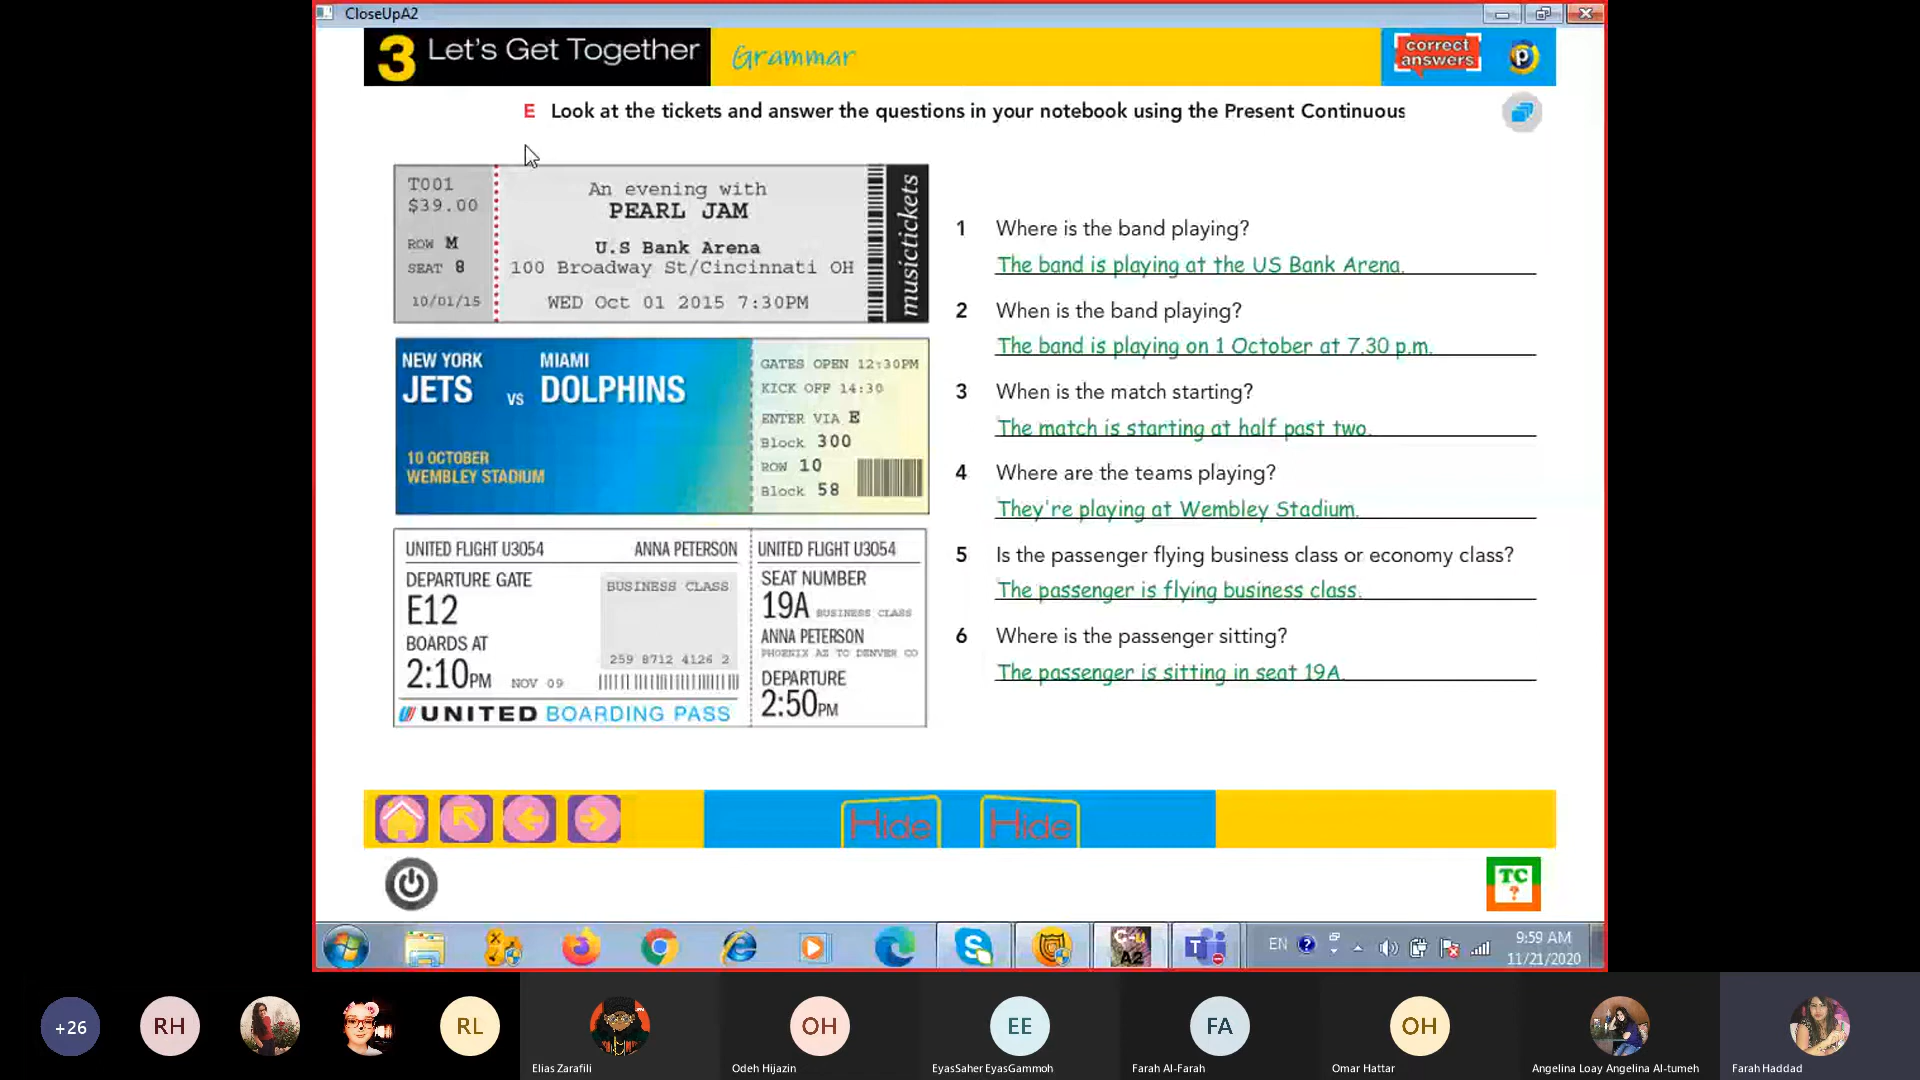 CloseUpA2
3 Let's Get Together
Grammar
correct
answers
p
E Look at the tickets and answer the questions in your notebook using the Present Continuous
T001
$39.00
ROW M
SEAT 8
10/01/15
An evening with
PEARL JAM
U.S Bank Arena
100 Broadway St/Cincinnati OH
WED Oct 01 2015 7:30PM
musictickets
NEW YORK
JETS
vs
MIAMI
DOLPHINS
10 OCTOBER
WEMBLEY STADIUM
GATES OPEN 12:30PM
KICK OFF 14:30
ENTER VIA E
Block 300
ROW 10
Block 58
UNITED FLIGHT U3054
ANNA PETERSON
DEPARTURE GATE
E12
BOARDS AT
2:10PM NOV 09
BUSINESS CLASS
259 8712 4126 2
UNITED BOARDING PASS
UNITED FLIGHT U3054
SEAT NUMBER
19A BUSINESS CLASS
ANNA PETERSON
PHOENIX AZ TO DENVER CO
DEPARTURE
2:50PM
1 Where is the band playing?
The band is playing at the US Bank Arena.
2 When is the band playing?
The band is playing on 1 October at 7.30 p.m.
3 When is the match starting?
The match is starting at half past two.
4 Where are the teams playing?
They're playing at Wembley Stadium.
5 Is the passenger flying business class or economy class?
The passenger is flying business class.
6 Where is the passenger sitting?
The passenger is sitting in seat 19A.
Hide
Hide
TC
?
C-u
A2
EN
9:59 AM
11/21/2020
+26
RH
RL
Elias Zarafili
OH
Odeh Hijazin
EE
EyasSaher EyasGammoh
FA
Farah Al-Farah
OH
Omar Hattar
Angelina Loay Angelina Al-tumeh
Farah Haddad